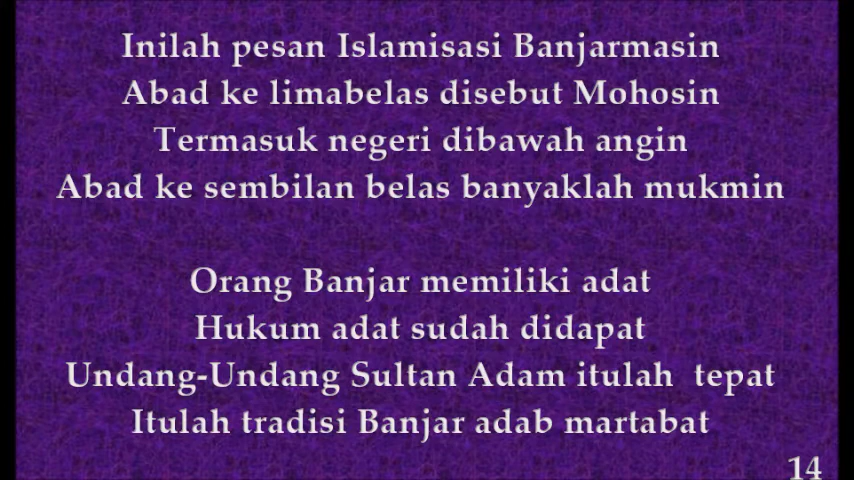 Inilah pesan Islamisasi Banjarmasin
Abad ke limabelas disebut Mohosin
Termasuk negeri dibawah angin
Abad ke sembilan belas banyaklah mukmin
Orang Banjar memiliki adat
Hukum adat sudah didapat
Undang-Undang Sultan Adam itulah  tepat
Itulah tradisi Banjar adab martabat
14